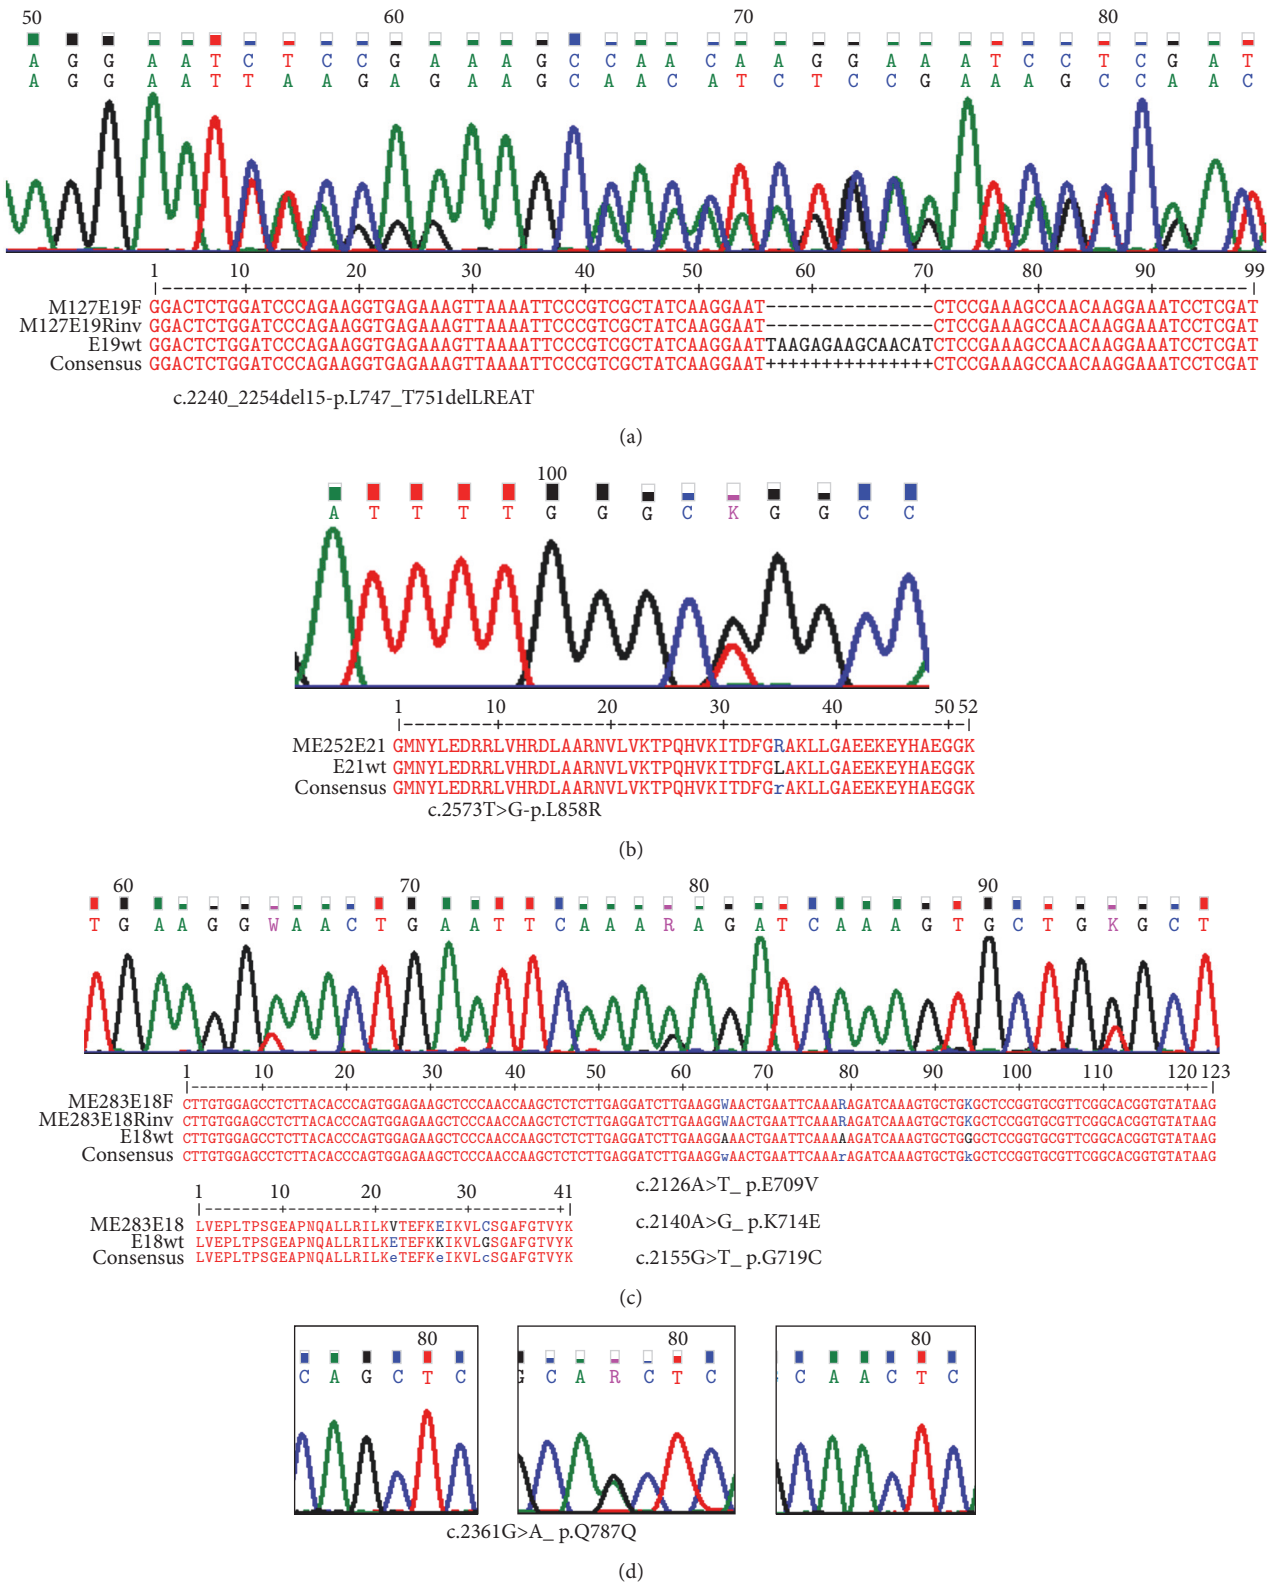 50 60 70 80
A G G A A T C T C C G A A A G C C A A C A A G G A A A T C C T C G A T
A G G A A T T A A G A G A A G C A A C A T C T C C G A A A G C C A A C
1 10 20 30 40 50 60 70 80 90 99
M127E19F GGACTCTGGATCCCAGAAGGTGAGAAAGTTAAAATTCCCGTCGCTATCAAGGAAT---------------CTCCGAAAGCCAACAAGGAAATCCTCGAT
M127E19Rinv GGACTCTGGATCCCAGAAGGTGAGAAAGTTAAAATTCCCGTCGCTATCAAGGAAT---------------CTCCGAAAGCCAACAAGGAAATCCTCGAT
E19wt GGACTCTGGATCCCAGAAGGTGAGAAAGTTAAAATTCCCGTCGCTATCAAGGAATTAAGAGAAGCAACATCTCCGAAAGCCAACAAGGAAATCCTCGAT
Consensus GGACTCTGGATCCCAGAAGGTGAGAAAGTTAAAATTCCCGTCGCTATCAAGGAAT+++++++++++++++CTCCGAAAGCCAACAAGGAAATCCTCGAT
c.2240_2254del15-p.L747_T751delLREAT
(a)
100
A T T T T G G G C K G G C C
1 10 20 30 40 50 52
ME252E21 GMNYLEDRRLVHRDLAARNVLVKTPQHVKITDFGRAKLLGAEEKEYHAEGGK
E21wt GMNYLEDRRLVHRDLAARNVLVKTPQHVKITDFGLAKLLGAEEKEYHAEGGK
Consensus GMNYLEDRRLVHRDLAARNVLVKTPQHVKITDFGrAKLLGAEEKEYHAEGGK
c.2573T>G-p.L858R
(b)
60 70 80 90
T G A A G G W A A C T G A A T T C A A A R A G A T C A A A G T G C T G K G C T
1 10 20 30 40 50 60 70 80 90 100 110 120 123
ME283E18F CTTGTGGAGCCTCTTACACCCAGTGGAGAAGCTCCCAACCAAGCTCTCTTGAGGATCTTGAAGGWAACTGAATTCAAARAGATCAAAGTGCTGKGCTCCGGTGCGTTCGGCACGGTGTATAAG
ME283E18Rinv CTTGTGGAGCCTCTTACACCCAGTGGAGAAGCTCCCAACCAAGCTCTCTTGAGGATCTTGAAGGWAACTGAATTCAAARAGATCAAAGTGCTGKGCTCCGGTGCGTTCGGCACGGTGTATAAG
E18wt CTTGTGGAGCCTCTTACACCCAGTGGAGAAGCTCCCAACCAAGCTCTCTTGAGGATCTTGAAGGAAACTGAATTCAAAAAGATCAAAGTGCTGGGCTCCGGTGCGTTCGGCACGGTGTATAAG
Consensus CTTGTGGAGCCTCTTACACCCAGTGGAGAAGCTCCCAACCAAGCTCTCTTGAGGATCTTGAAGGwAACTGAATTCAAArAGATCAAAGTGCTGkGCTCCGGTGCGTTCGGCACGGTGTATAAG
c.2126A>T_ p.E709V
1 10 20 30 41
ME283E18 LVEPLTPSGEAPNQALLRILKVTEFKEIKVLCSGAFGTVYK
c.2140A>G_ p.K714E
E18wt LVEPLTPSGEAPNQALLRILKETEFKKIKVLGSGAFGTVYK
Consensus LVEPLTPSGEAPNQALLRILKeTEFKeIKVLcSGAFGTVYK
c.2155G>T_ p.G719C
(c)
80 80 80
C A G C T C
G C A R C T C
C A A C T C
c.2361G>A_ p.Q787Q
(d)